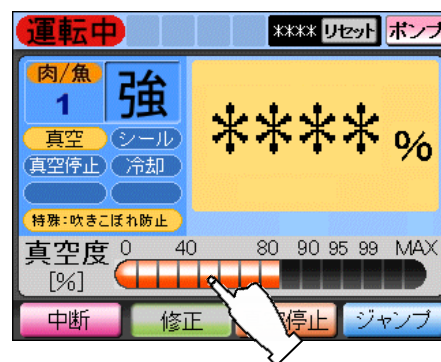 運転中 **** リセット ポンプ
肉/魚 強
1
真空 シール
真空停止 冷却
****%
特殊:吹きこぼれ防止
真空度 0 40 80 90 95 99 MAX
[%]
中断 修正 停止 ジャンプ